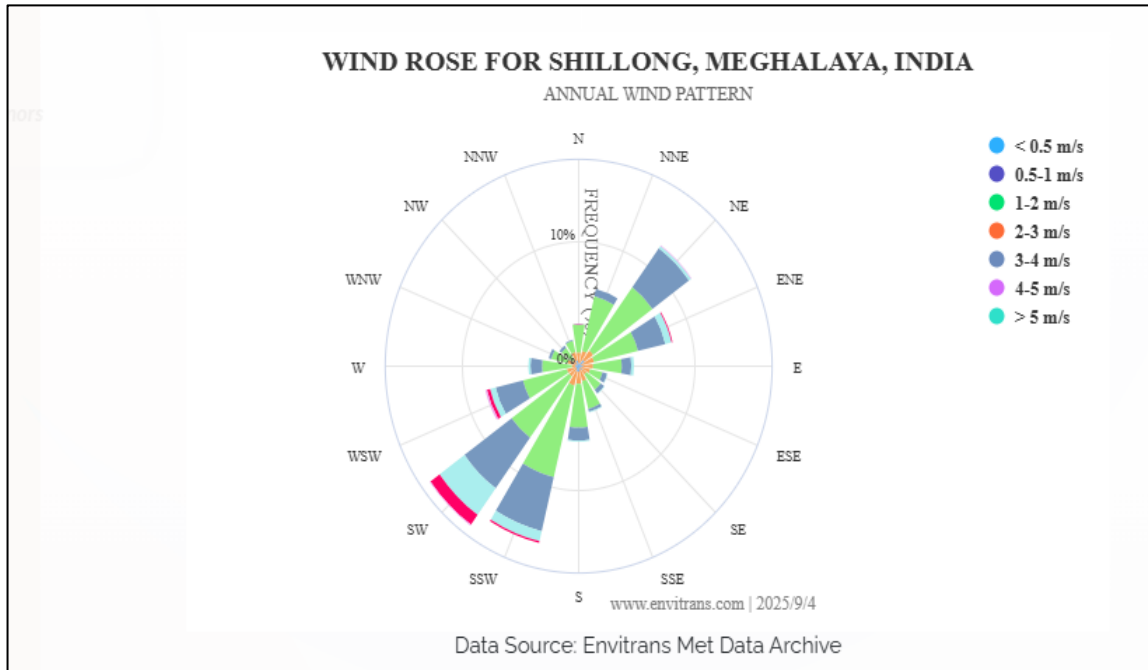 WIND ROSE FOR SHILLONG, MEGHALAYA, INDIA
ANNUAL WIND PATTERN
N
NNE
NE
ENE
E
ESE
SE
SSE
S
SSW
SW
WSW
W
WNW
NW
NNW
FREQUENCY
10%
0%
< 0.5 m/s
0.5-1 m/s
1-2 m/s
2-3 m/s
3-4 m/s
4-5 m/s
> 5 m/s
www.envitrans.com | 2025/9/4
Data Source: Envitrans Met Data Archive